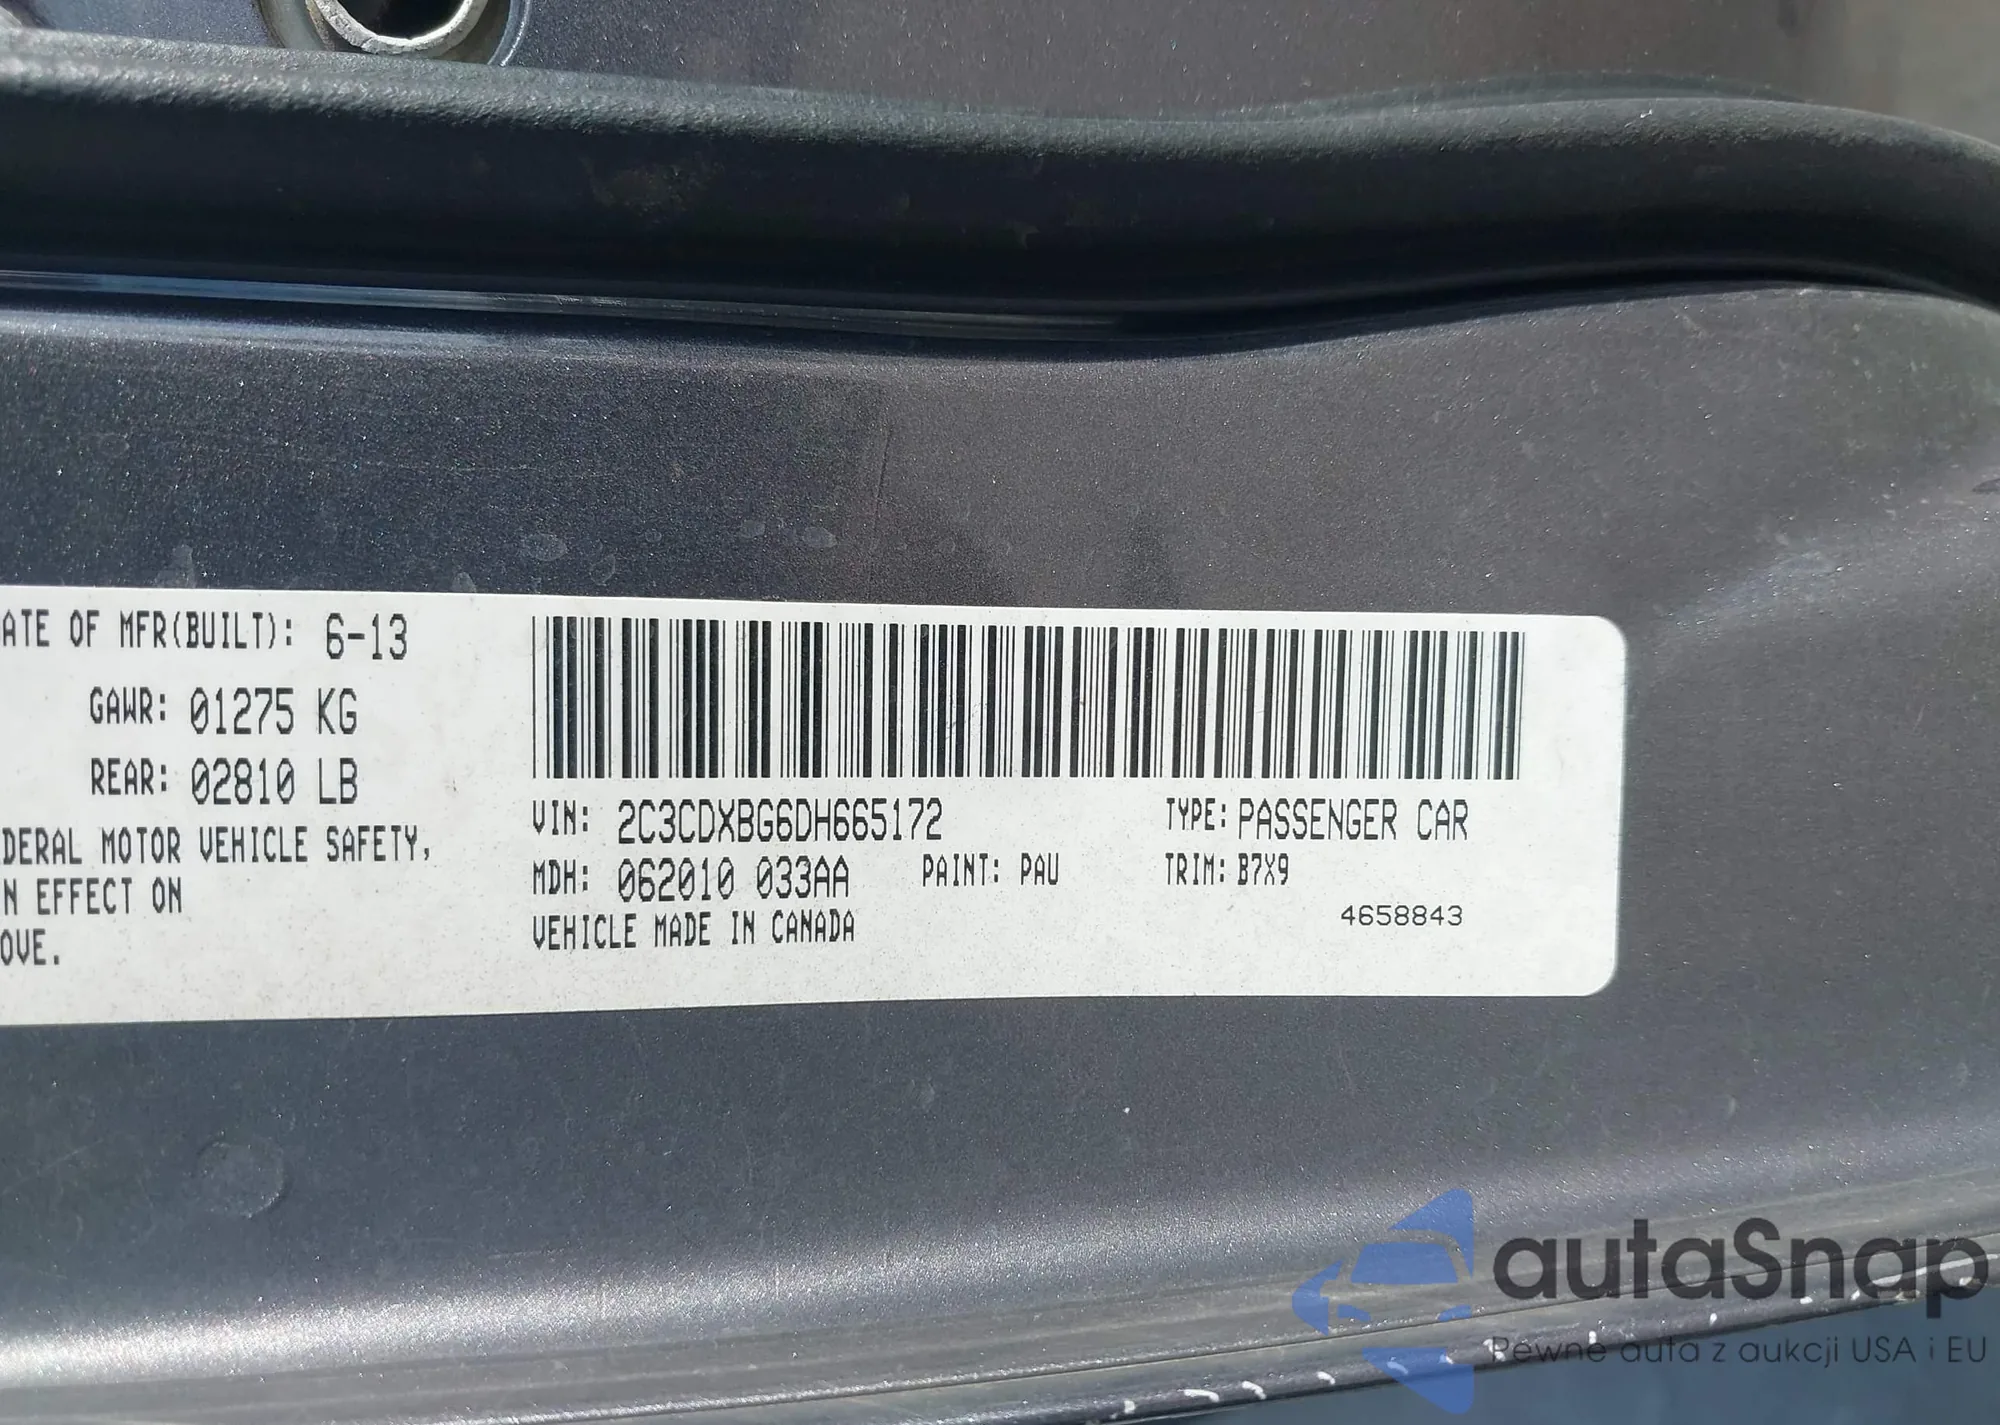 ATE OF MFR(BUILT): 6-13
GAWR: 01275 KG
REAR: 02810 LB
DERAL MOTOR VEHICLE SAFETY,
N EFFECT ON
OVE.
VIN: 2C3CDXBG6DH665172 TYPE: PASSENGER CAR
MDH: 062010 033AA PAINT: PAU TRIM: B7X9
VEHICLE MADE IN CANADA 4658843
autaSnap
Pewne auta z aukcji USA i EU